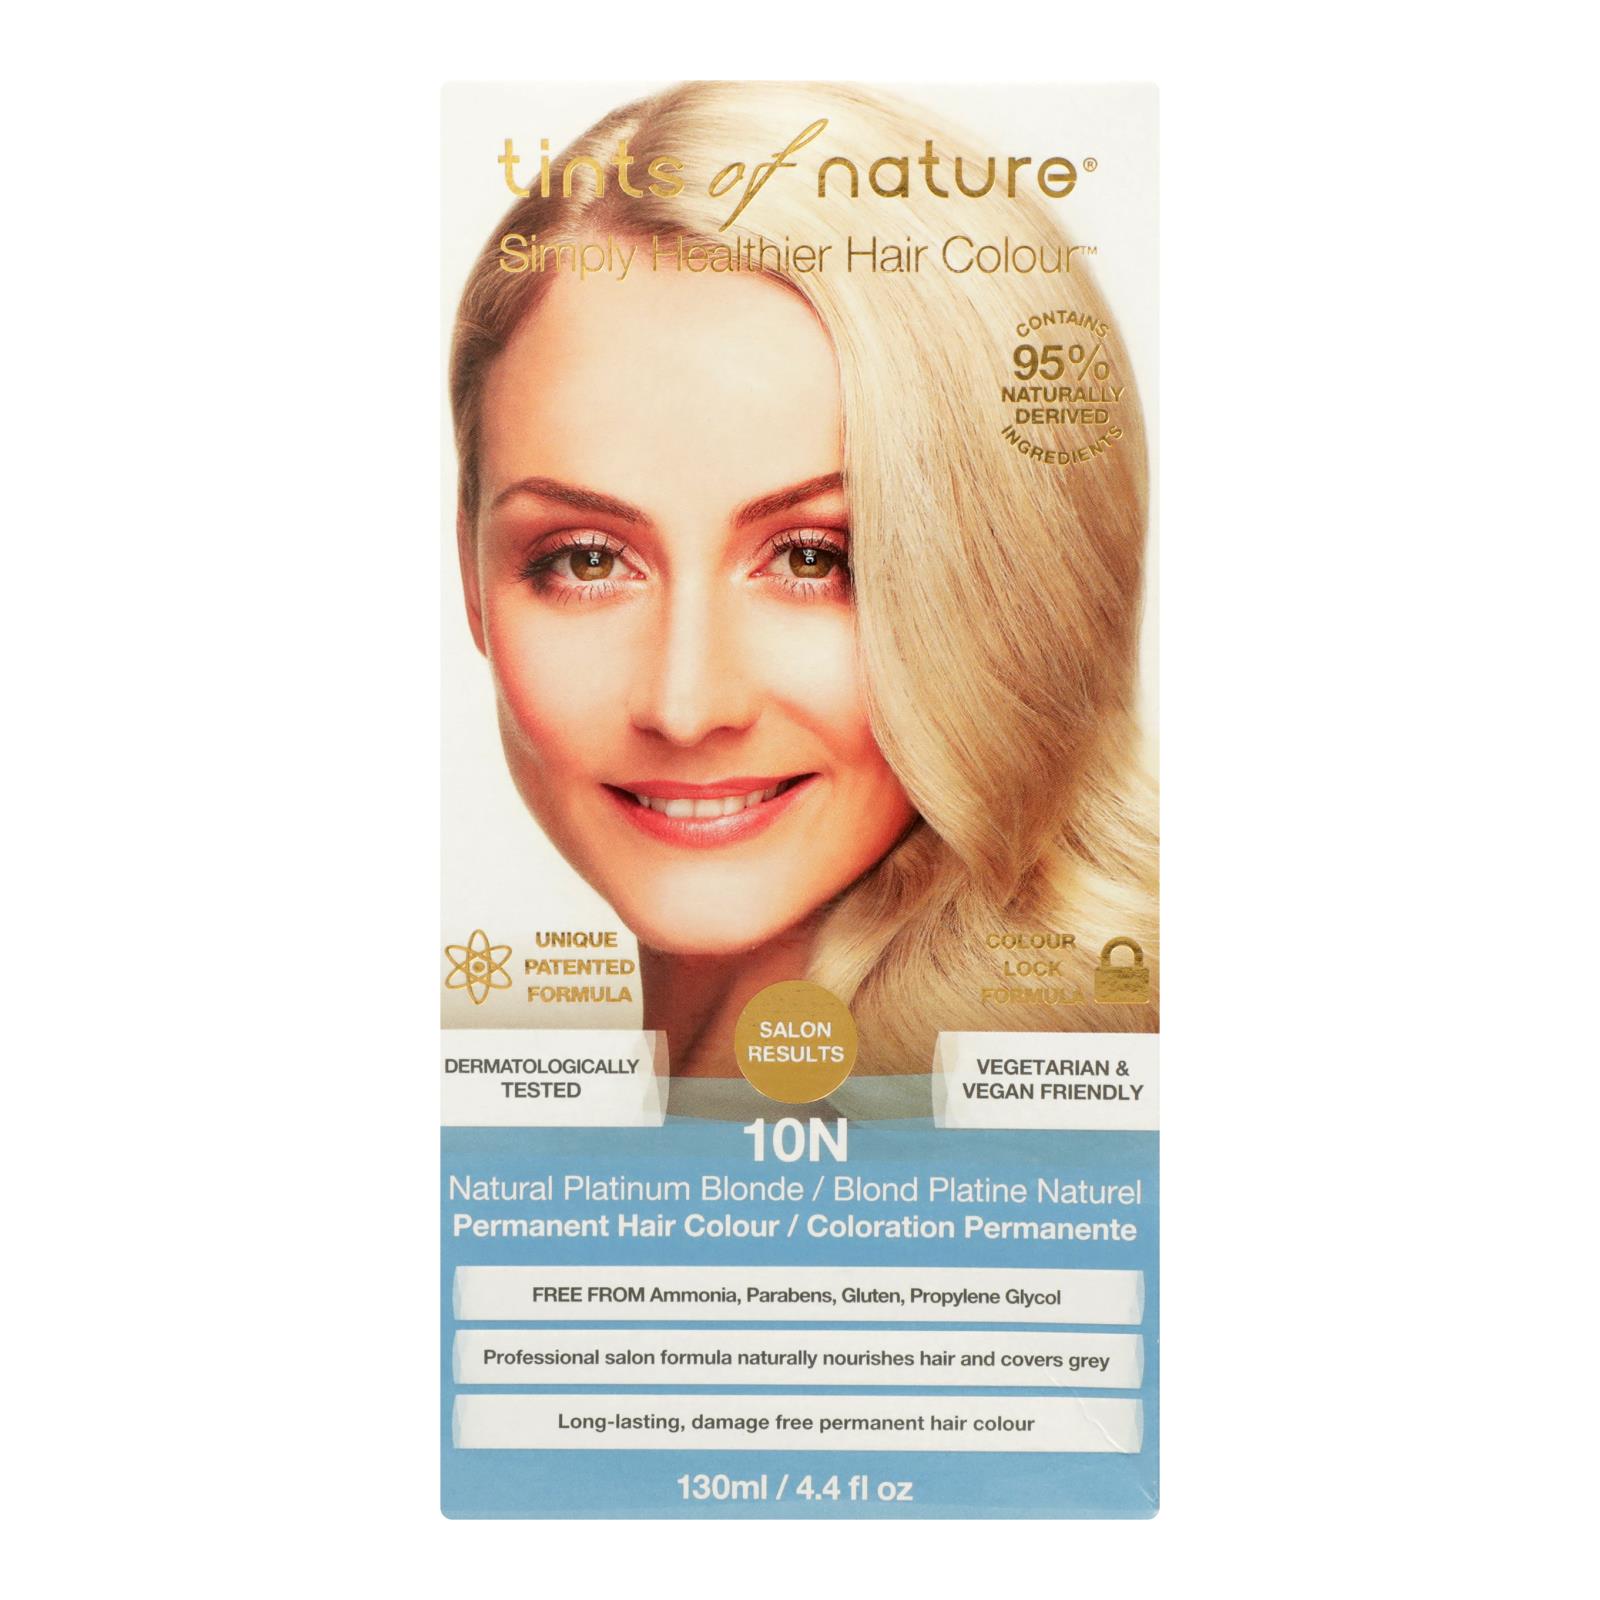 tints of nature®
Simply Healthier Hair Colour™
CONTAINS
95%
NATURALLY
DERIVED
INGREDIENTS
UNIQUE
PATENTED
FORMULA
COLOUR
LOCK
FORMULA
SALON
RESULTS
DERMATOLOGICALLY
TESTED
VEGETARIAN &
VEGAN FRIENDLY
10N
Natural Platinum Blonde / Blond Platine Naturel
Permanent Hair Colour / Coloration Permanente
FREE FROM Ammonia, Parabens, Gluten, Propylene Glycol
Professional salon formula naturally nourishes hair and covers grey
Long-lasting, damage free permanent hair colour
130ml / 4.4 fl oz